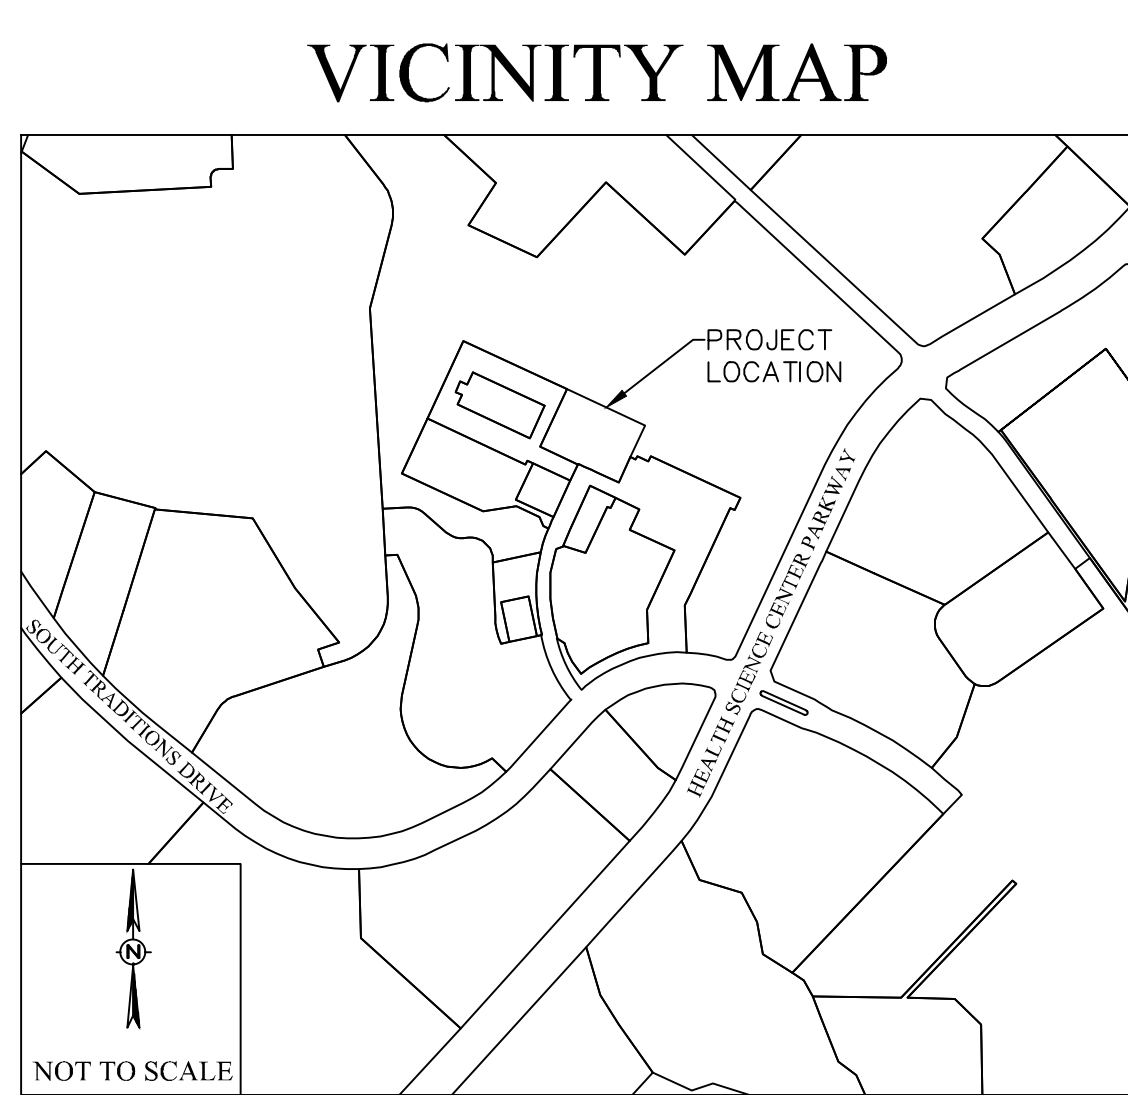 VICINITY MAP
PROJECT
LOCATION
HEALTH SCIENCE CENTER PARKWAY
SOUTH TRADITIONS DRIVE
N
NOT TO SCALE